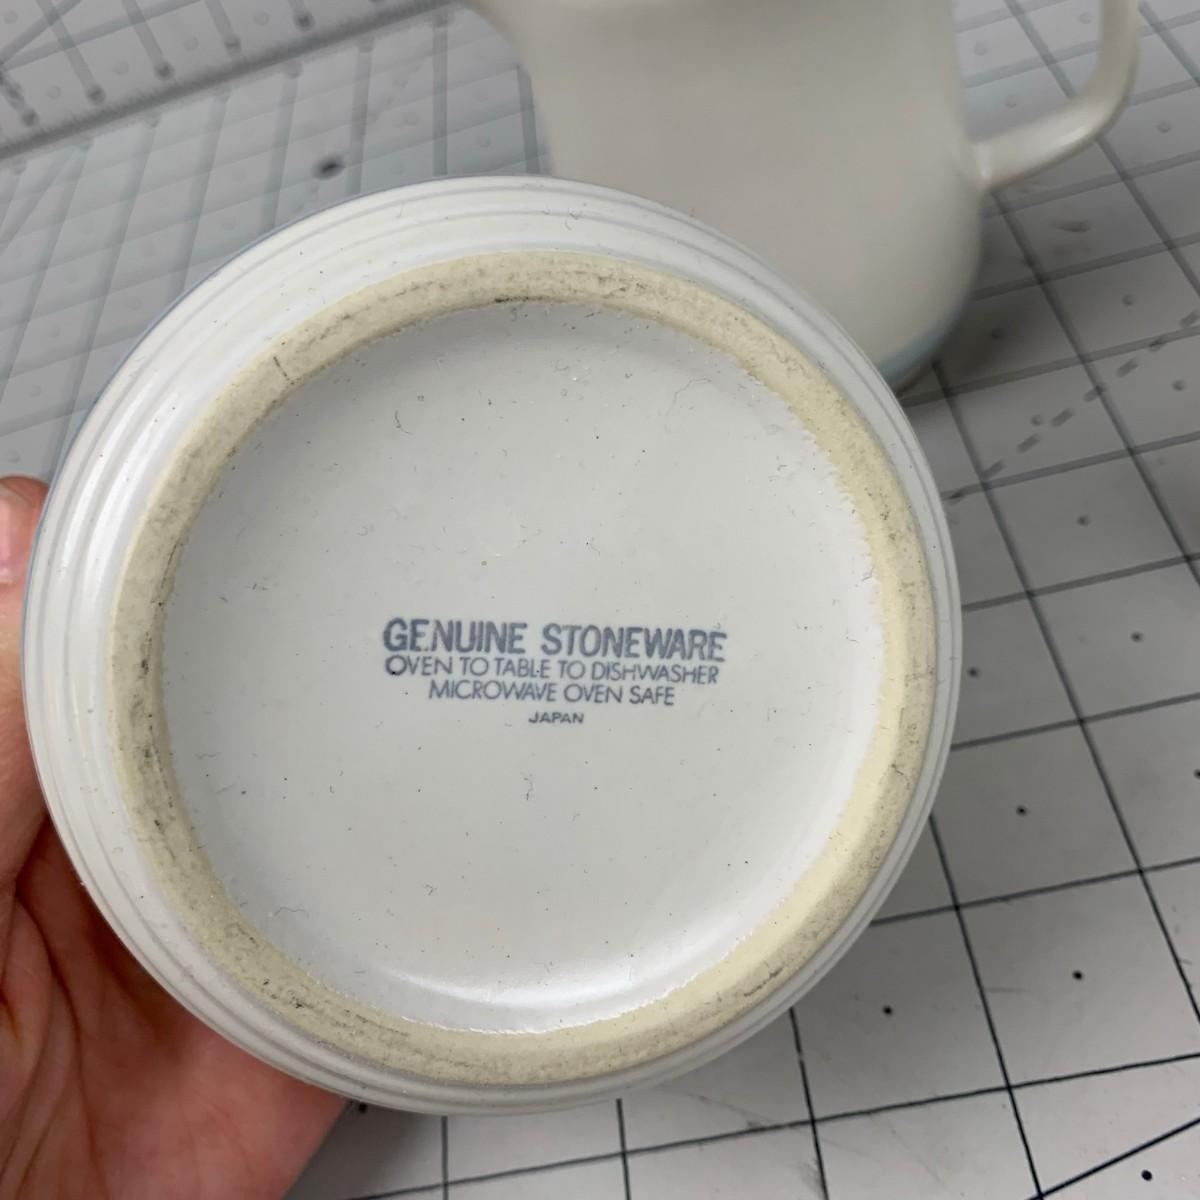 GENUINE STONEWARE
OVEN TO TABLE TO DISHWASHER
MICROWAVE OVEN SAFE
JAPAN